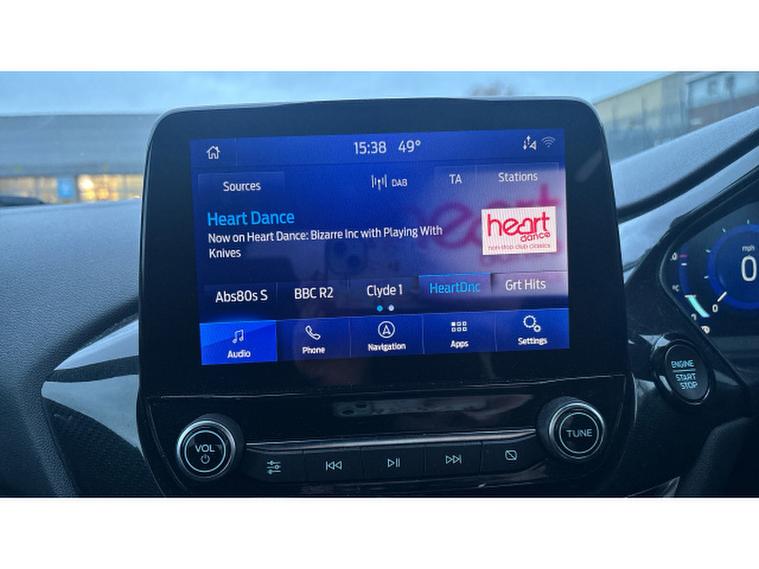 15:38 49°
Sources
DAB
TA
Stations
Heart Dance
Now on Heart Dance: Bizarre Inc with Playing With
Knives
heart
dance
non-stop club classics
Abs80s S
BBC R2
Clyde 1
HeartDnc
Grt Hits
Audio
Phone
Navigation
Apps
Settings
mph
0
ENGINE
START
STOP
VOL
TUNE